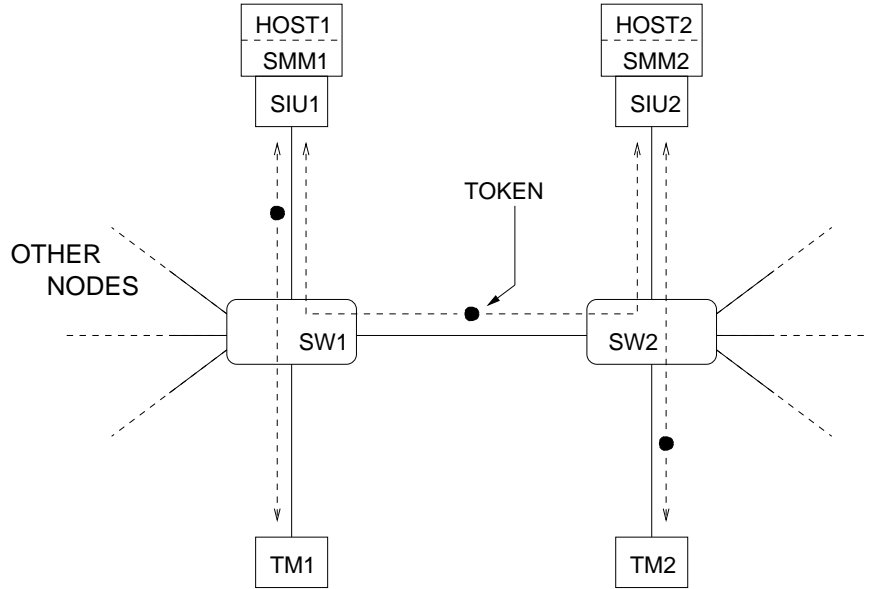 HOST1
SMM1
SIU1
HOST2
SMM2
SIU2
TOKEN
OTHER
NODES
SW1
SW2
TM1
TM2